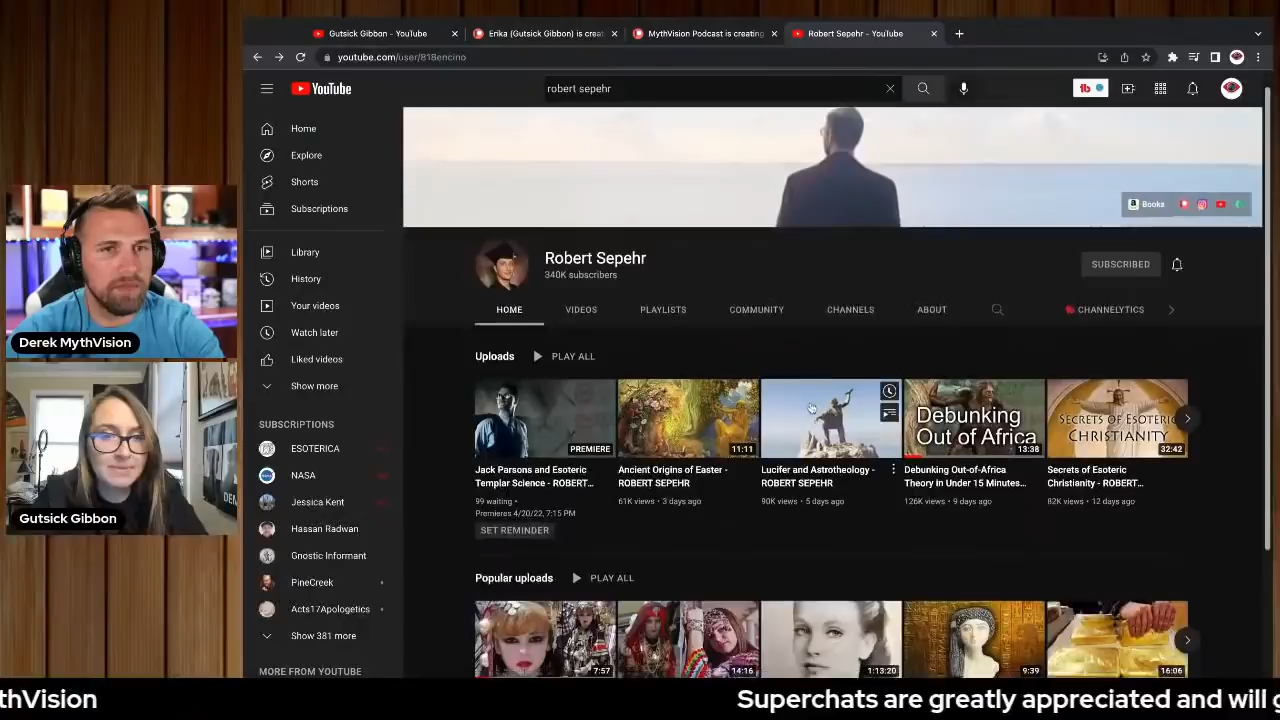 Gutsick Gibbon - YouTube
Erika (Gutsick Gibbon) is creat
MythVision Podcast is creating
Robert Sepehr - YouTube
youtube.com/user/818encino
YouTube
robert sepehr
Home
Explore
Shorts
Subscriptions
Library
History
Your videos
Watch later
Liked videos
Show more
SUBSCRIPTIONS
ESOTERICA
NASA
Jessica Kent
Hassan Radwan
Gnostic Informant
PineCreek
Acts17Apologetics
Show 381 more
MORE FROM YOUTUBE
Books
Robert Sepehr
340K subscribers
SUBSCRIBED
HOME VIDEOS PLAYLISTS COMMUNITY CHANNELS ABOUT CHANNELYTICS
Uploads PLAY ALL
PREMIERE
11:11
Debunking
Out of Africa
13:38
SECRETS OF ESOTERIC
CHRISTIANITY
32:42
Jack Parsons and Esoteric
Templar Science - ROBERT...
99 waiting •
Premieres 4/20/22, 7:15 PM
SET REMINDER
Ancient Origins of Easter -
ROBERT SEPEHR
61K views • 3 days ago
Lucifer and Astrotheology -
ROBERT SEPEHR
90K views • 5 days ago
Debunking Out-of-Africa
Theory in Under 15 Minutes...
126K views • 9 days ago
Secrets of Esoteric
Christianity - ROBERT...
82K views • 12 days ago
Popular uploads PLAY ALL
7:57
14:16
1:13:20
9:39
16:06
Derek MythVision
Gutsick Gibbon
thVision
Superchats are greatly appreciated and will g